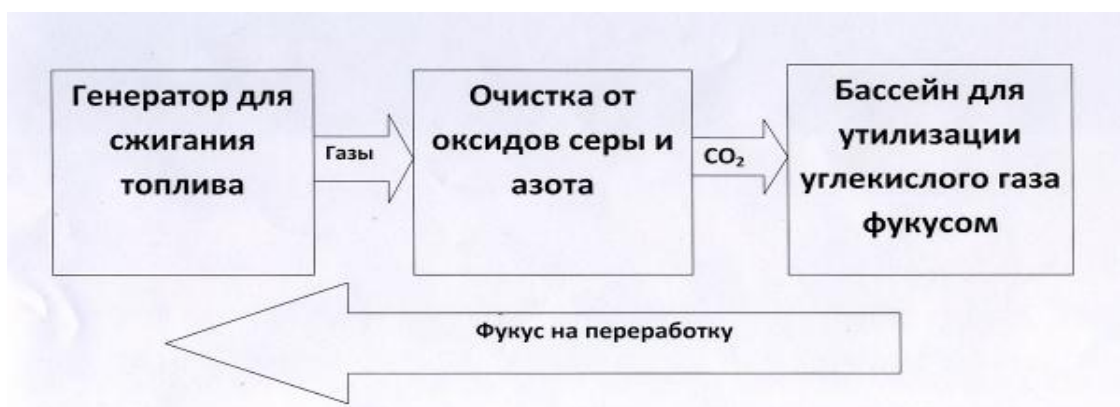 Генератор для
сжигания
топлива
Газы
Очистка от
оксидов серы и
азота
CO₂
Бассейн для
утилизации
углекислого газа
фукусом
Фукус на переработку